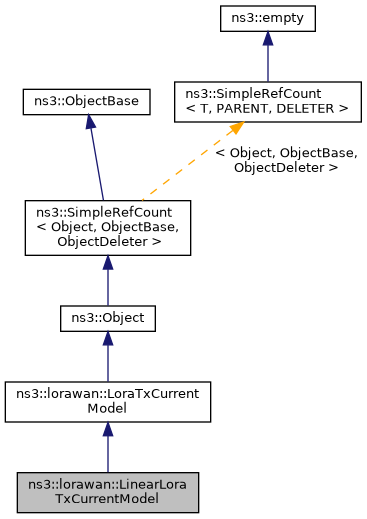 ns3::empty
ns3::ObjectBase
ns3::SimpleRefCount
< T, PARENT, DELETER >
< Object, ObjectBase,
ObjectDeleter >
ns3::SimpleRefCount
< Object, ObjectBase,
ObjectDeleter >
ns3::Object
ns3::lorawan::LoraTxCurrent
Model
ns3::lorawan::LinearLora
TxCurrentModel